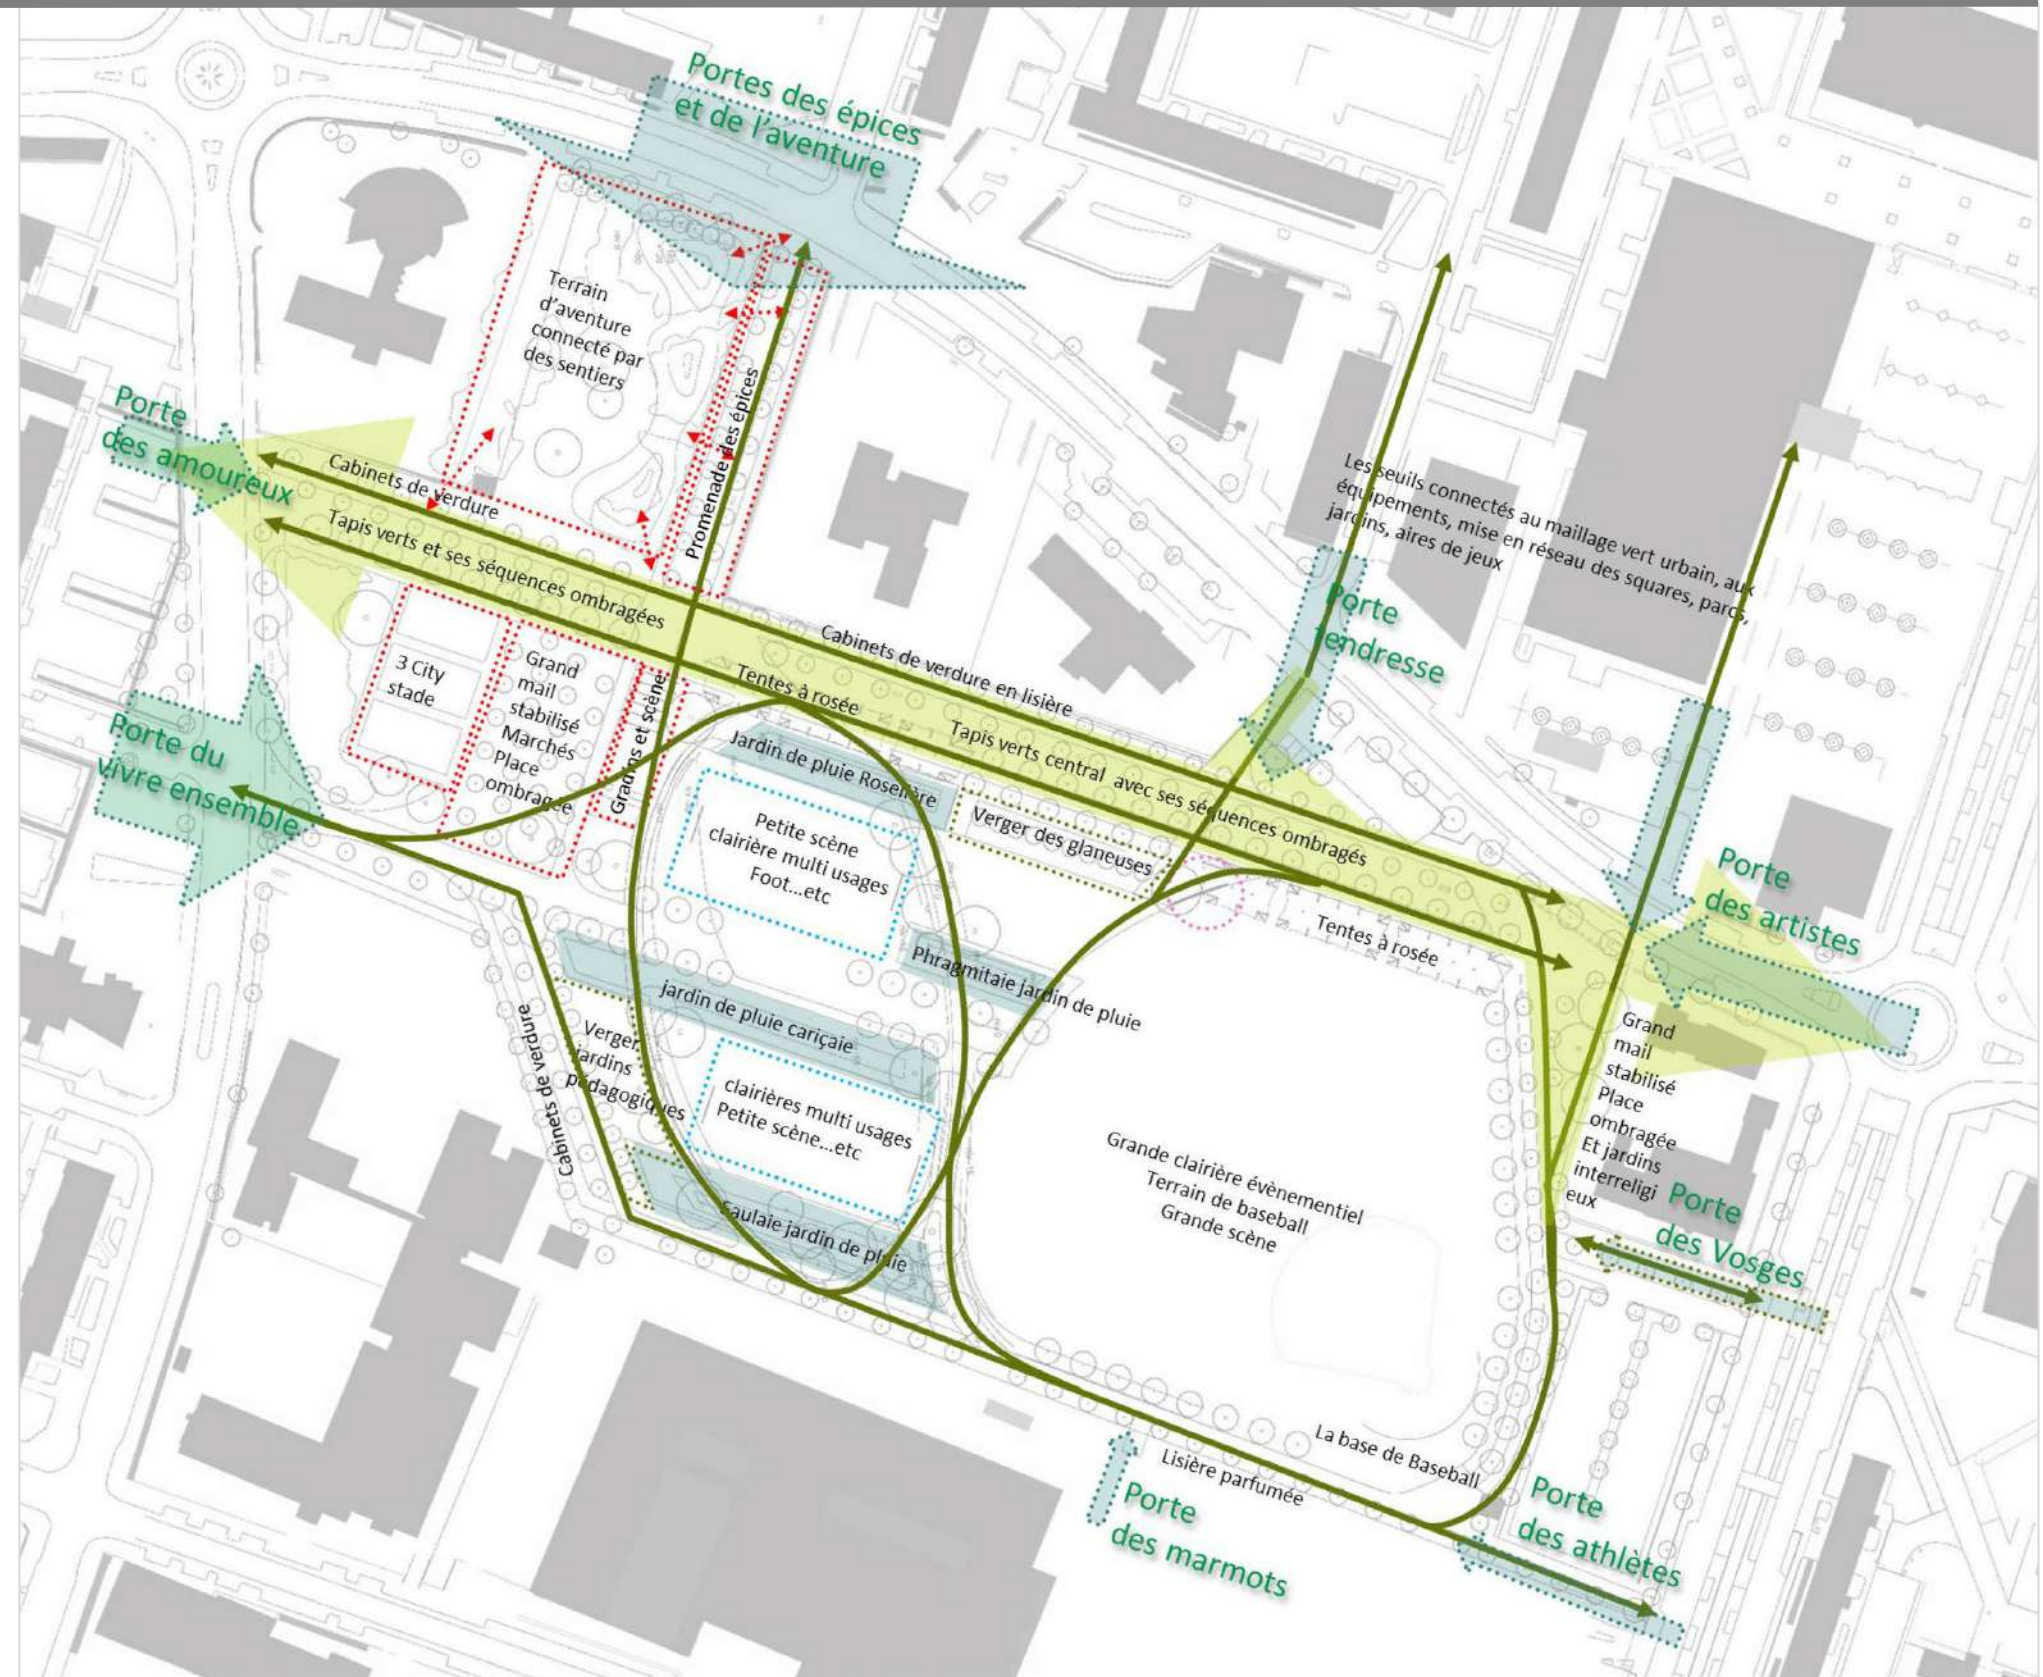 Portes des épices
et de l'aventure
Terrain
d'aventure
connecté par
des sentiers
Promenade des épices
Porte
des amoureux
Cabinets de verdure
Tapis verts et ses séquences ombragées
Les seuils connectés au maillage vert urbain, aux
équipements, mise en réseau des squares, parcs,
jardins, aires de jeux
Porte
tendresse
3 City
stade
Grand
mail
stabilisé
Marchés
Place
ombragée
Gradins et scène
Cabinets de verdure en lisière
Tentes à rosée
Tapis verts central avec ses séquences ombragés
Porte du
vivre ensemble
Jardin de pluie Roselière
Petite scène
clairière multi usages
Foot...etc
Verger des glaneuses
Tentes à rosée
Porte
des artistes
Phragmitaie jardin de pluie
jardin de pluie cariçaie
Verger
jardins
pédagogiques
Cabinets de verdure
clairières multi usages
Petite scène...etc
Saulaie jardin de pluie
Grande clairière évènementiel
Terrain de baseball
Grande scène
Grand
mail
stabilisé
Place
ombragée
Et jardins
interreligi
eux
Porte
des Vosges
La base de Baseball
Lisière parfumée
Porte
des marmots
Porte
des athlètes